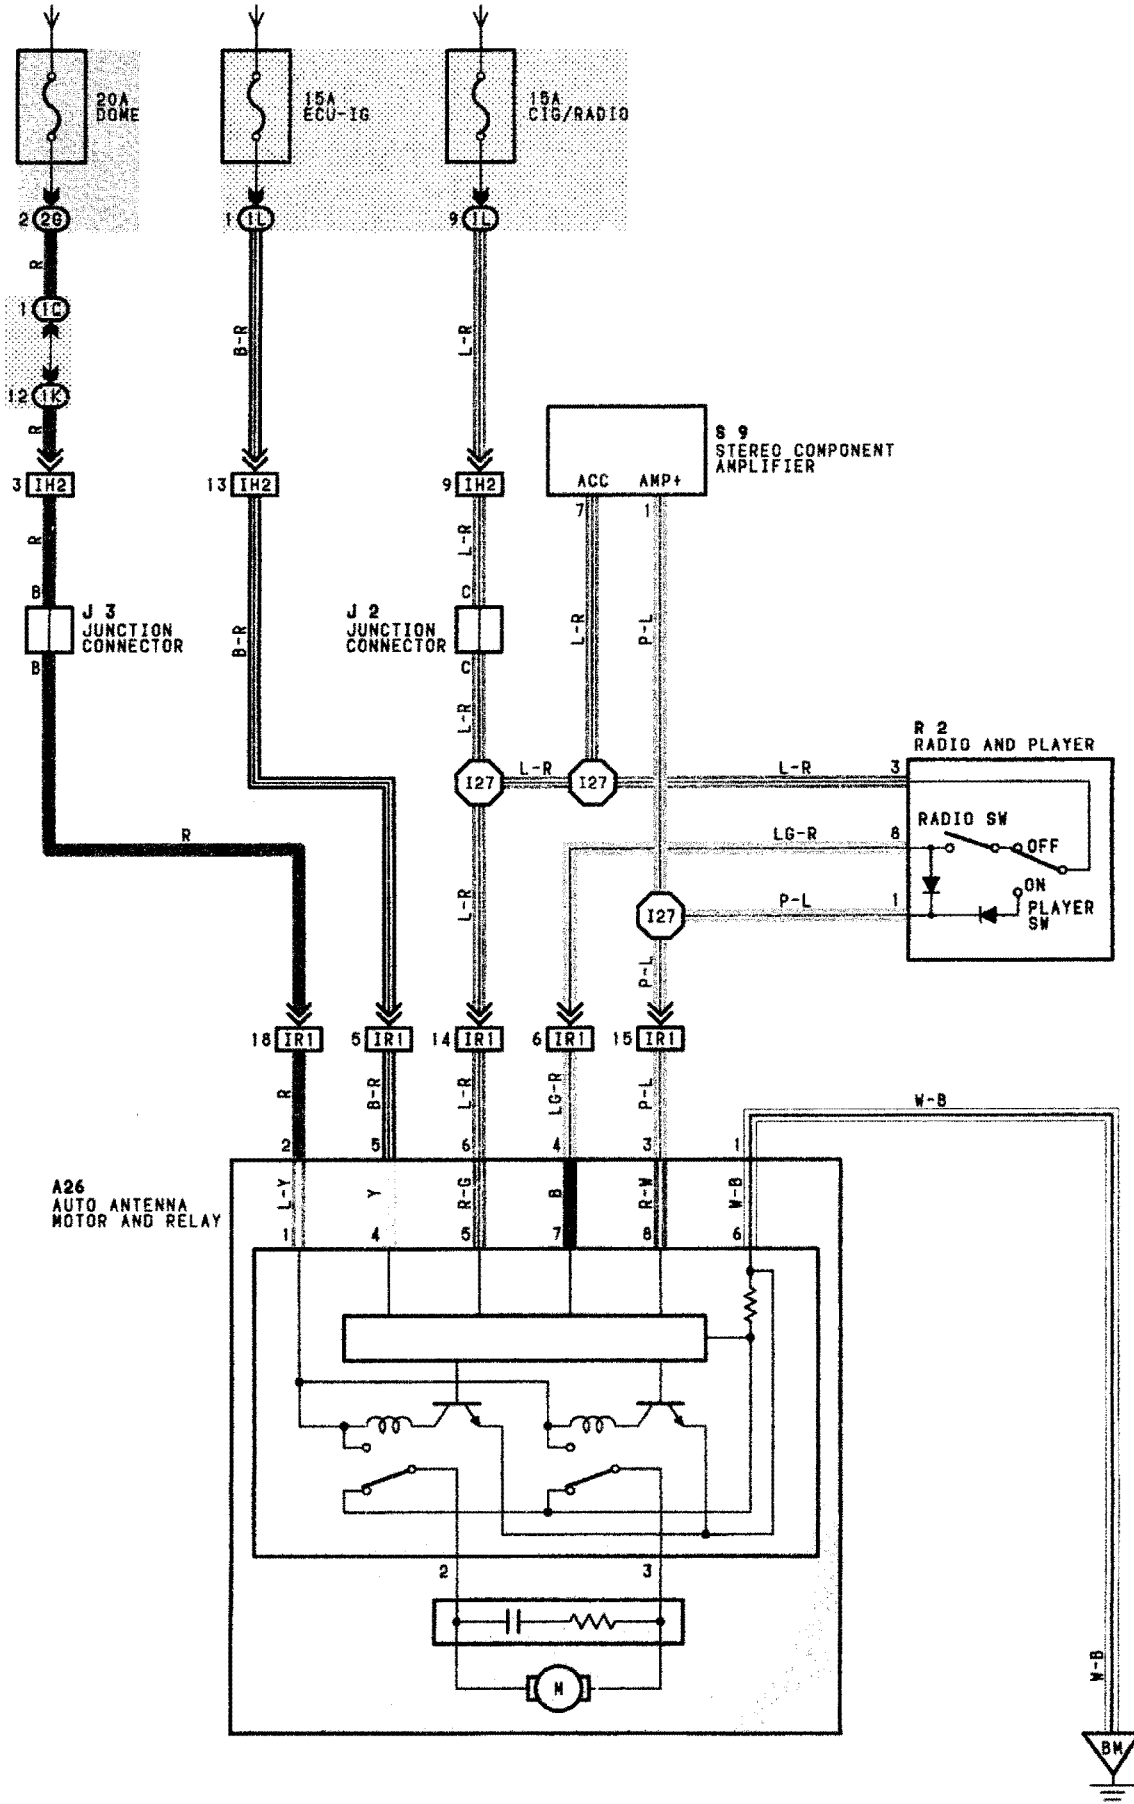 20A
DOME
15A
ECU-IG
15A
CIG/RADIO
2 2G
1 1L
9 1L
R
1 1C
B-R
L-R
12 1K
R
S 9
STEREO COMPONENT
AMPLIFIER
ACC AMP+
3 IH2
13 IH2
9 IH2
7
1
R
L-R
B
C
J 3
JUNCTION
CONNECTOR
B-R
J 2
JUNCTION
CONNECTOR
L-R
P-L
B
C
L-R
R 2
RADIO AND PLAYER
I27
L-R
I27
L-R
3
RADIO SW
R
LG-R
8
OFF
ON
L-R
I27
P-L
1
PLAYER
SW
P-L
18 IR1
5 IR1
14 IR1
6 IR1
15 IR1
R
B-R
L-R
LG-R
P-L
W-B
2
5
6
4
3
1
A26
AUTO ANTENNA
MOTOR AND RELAY
L-Y
Y
R-G
B
R-W
W-B
1
4
5
7
8
6
2
3
M
W-B
BM